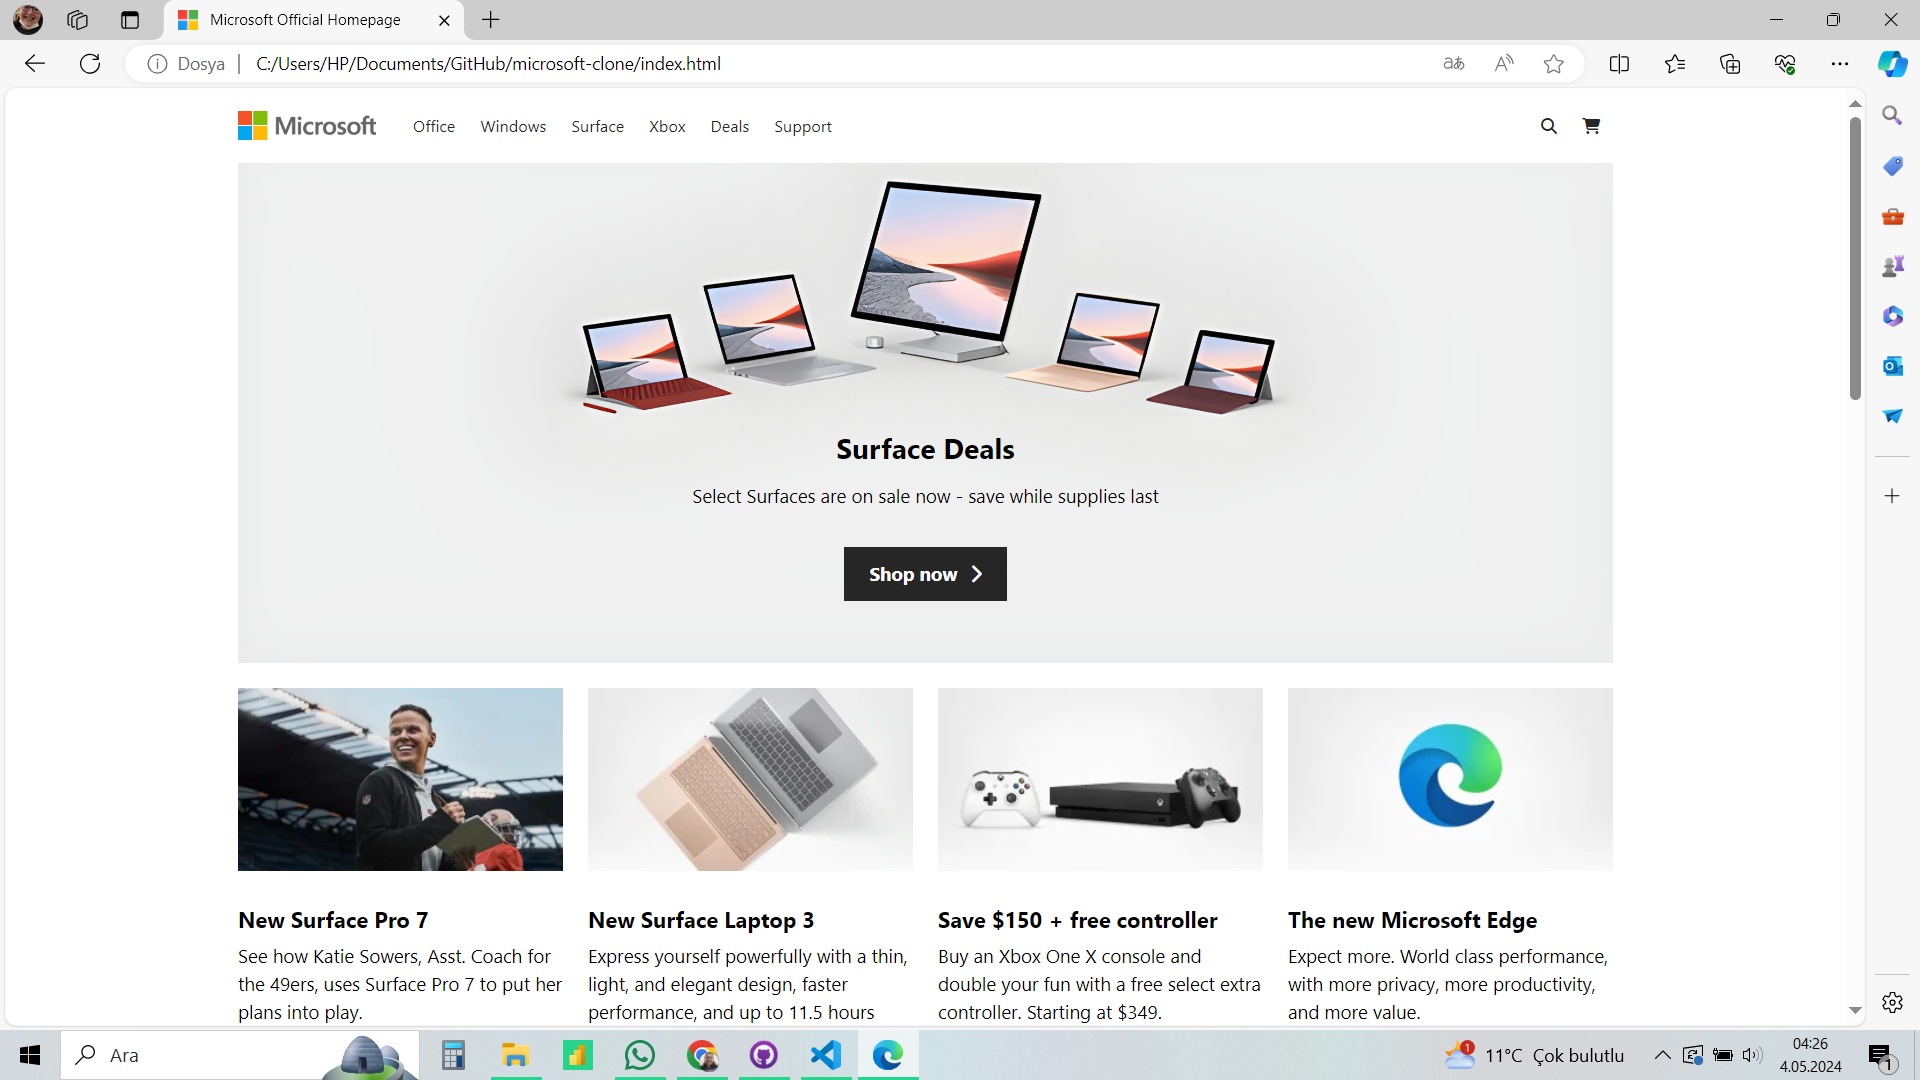 Microsoft Official Homepage
Dosya
C:/Users/HP/Documents/GitHub/microsoft-clone/index.html
Microsoft
Office
Windows
Surface
Xbox
Deals
Support
Surface Deals
Select Surfaces are on sale now - save while supplies last
Shop now
New Surface Pro 7
See how Katie Sowers, Asst. Coach for
the 49ers, uses Surface Pro 7 to put her
plans into play.
New Surface Laptop 3
Express yourself powerfully with a thin,
light, and elegant design, faster
performance, and up to 11.5 hours
Save $150 + free controller
Buy an Xbox One X console and
double your fun with a free select extra
controller. Starting at $349.
The new Microsoft Edge
Expect more. World class performance,
with more privacy, more productivity,
and more value.
Ara
1
11°C Çok bulutlu
04:26
4.05.2024
1